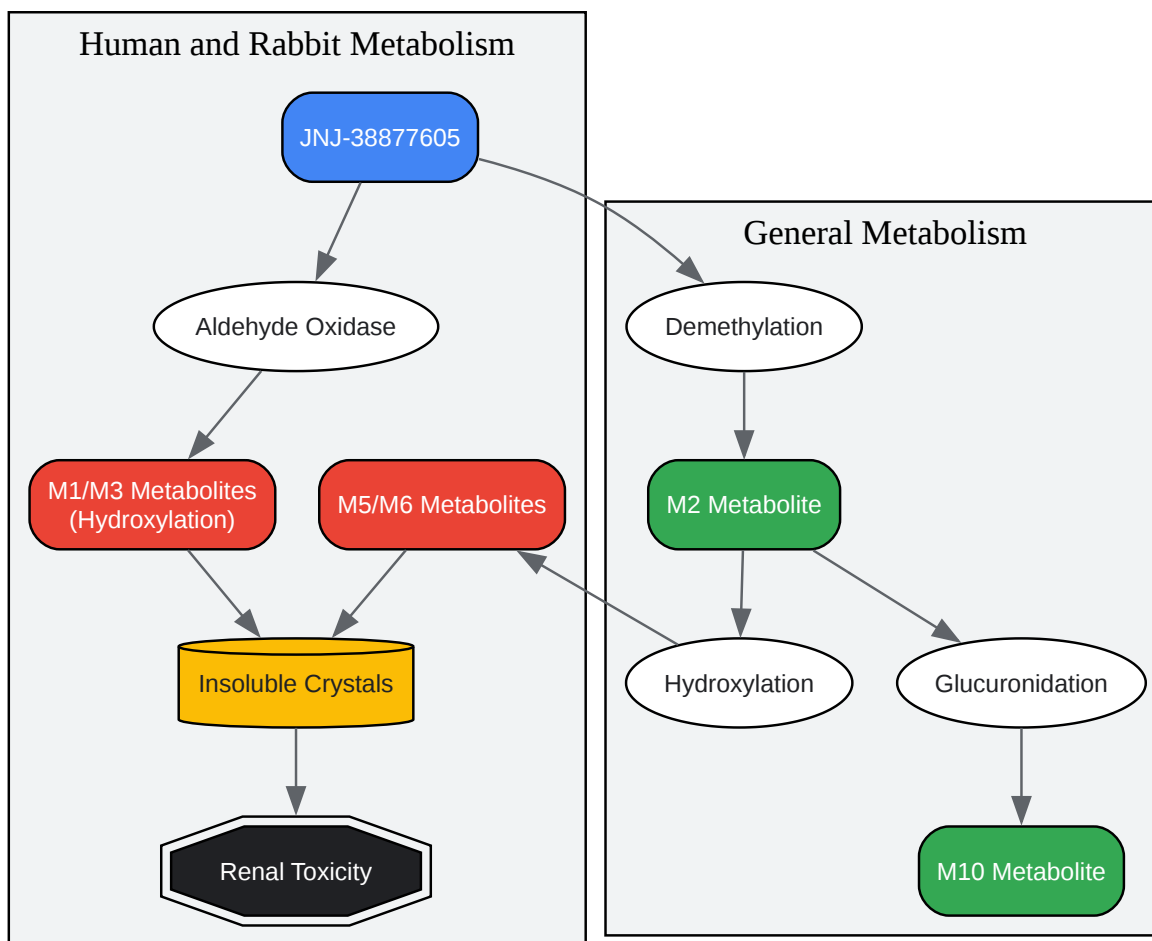 Human and Rabbit Metabolism
JNJ-38877605
General Metabolism
Aldehyde Oxidase
Demethylation
M1/M3 Metabolites
(Hydroxylation)
M5/M6 Metabolites
M2 Metabolite
Insoluble Crystals
Hydroxylation
Glucuronidation
Renal Toxicity
M10 Metabolite